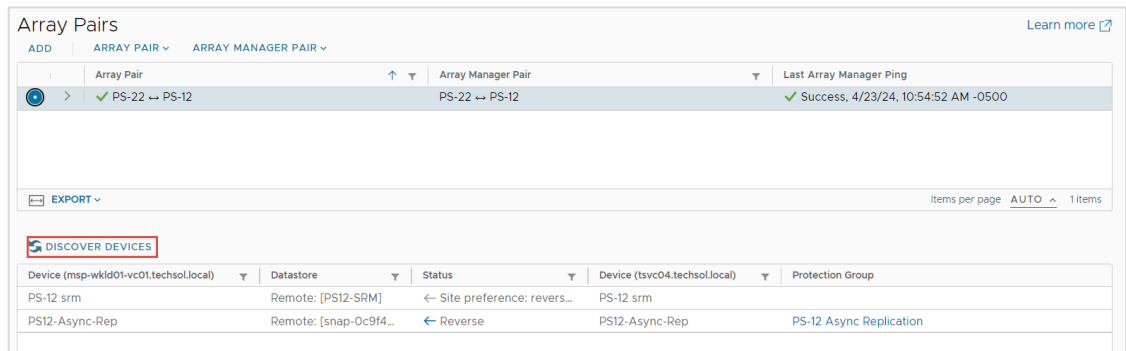 Array Pairs
Learn more
ADD ARRAY PAIR ARRAY MANAGER PAIR
Array Pair Array Manager Pair Last Array Manager Ping
PS-22 ↔ PS-12 PS-22 ↔ PS-12 Success, 4/23/24, 10:54:52 AM -0500
EXPORT Items per page AUTO 1 items
DISCOVER DEVICES
Device (msp-wkld01-vc01.techsol.local) Datastore Status Device (tsvc04.techsol.local) Protection Group
PS-12 srm Remote: [PS12-SRM] ← Site preference: revers... PS-12 srm
PS12-Async-Rep Remote: [snap-0c9f4... ← Reverse PS12-Async-Rep PS-12 Async Replication